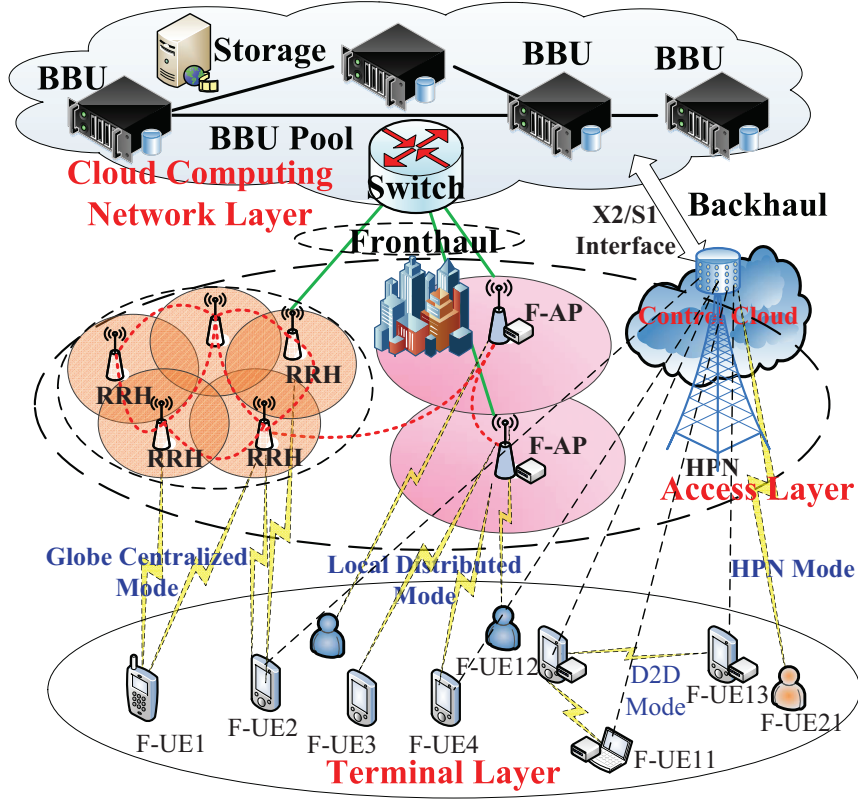 Storage
BBU
BBU
BBU
BBU Pool
Cloud Computing
Network Layer
Switch
Backhaul
X2/S1
Interface
Fronthaul
F-AP
Control Cloud
RRH
RRH
RRH
RRH
F-AP
HPN
Access Layer
Globe Centralized
Mode
Local Distributed
Mode
HPN Mode
F-UE12
D2D
Mode
F-UE13
F-UE1
F-UE2
F-UE3
F-UE4
F-UE11
F-UE21
Terminal Layer